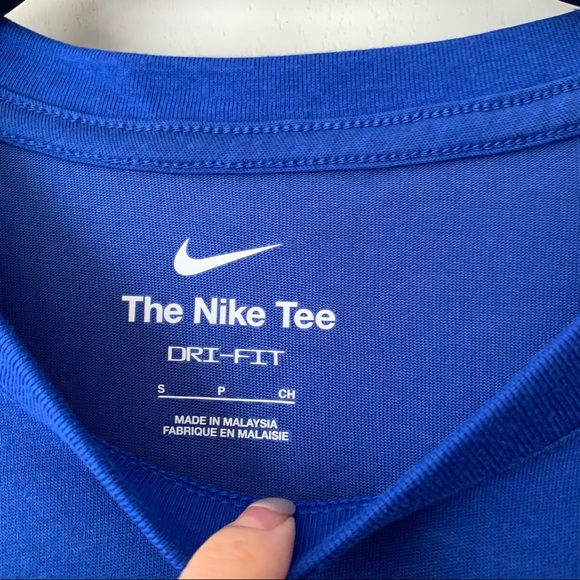 The Nike Tee
DRI-FIT
S P CH
MADE IN MALAYSIA
FABRIQUE EN MALAISIE